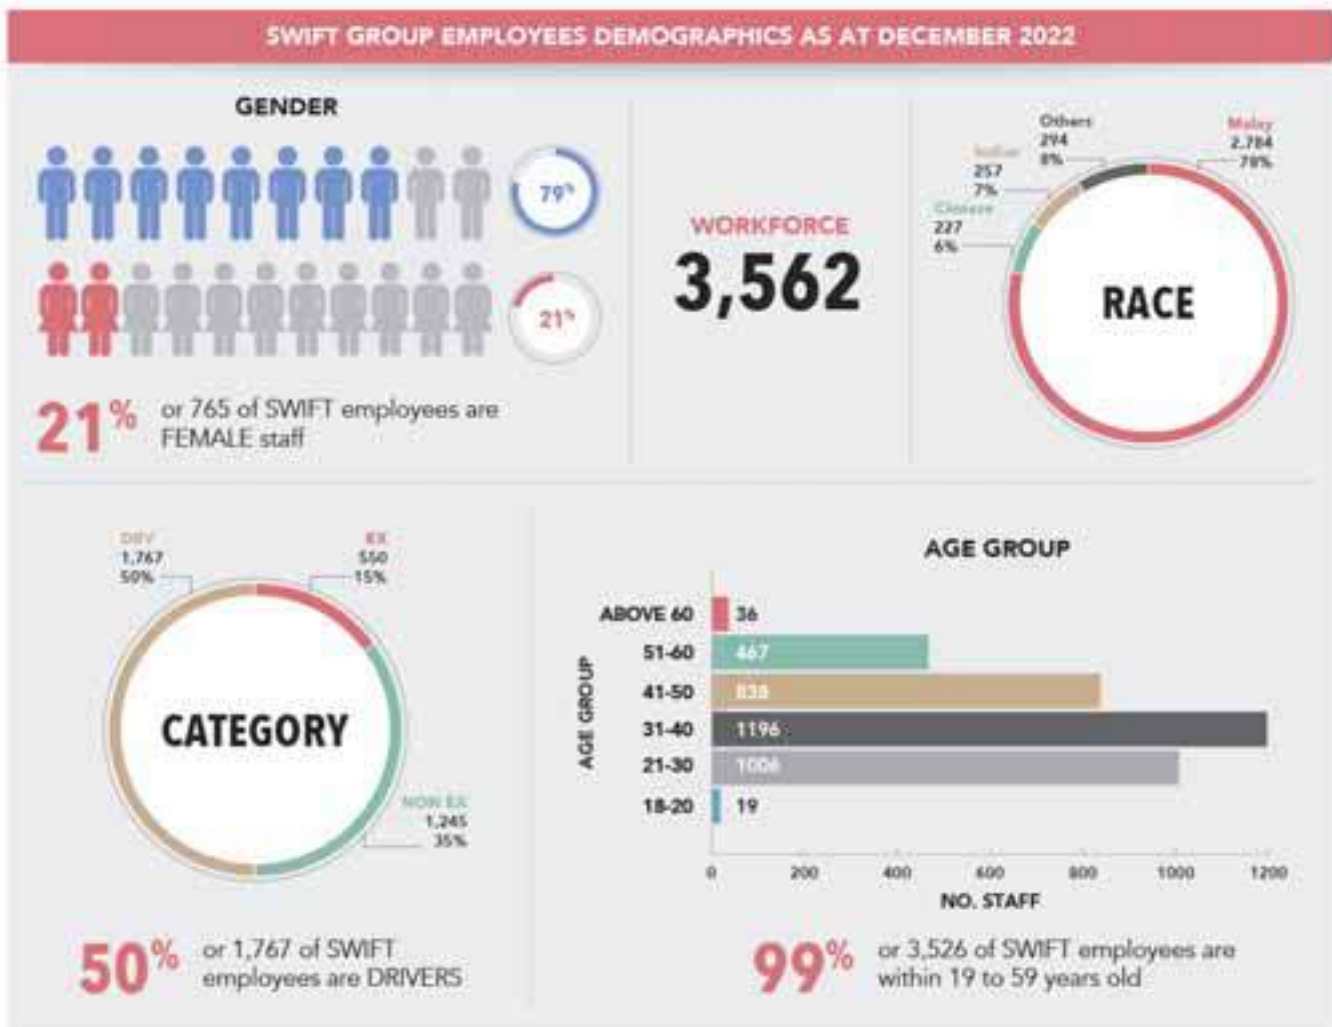 SWIFT GROUP EMPLOYEES DEMOGRAPHICS AS AT DECEMBER 2022
GENDER
79%
21%
21% or 765 of SWIFT employees are
FEMALE staff
WORKFORCE
3,562
Others
294
8%
Malay
2,784
78%
Indian
257
7%
Chinese
227
6%
RACE
DRV
1,767
50%
EX
550
15%
CATEGORY
NON EX
1,245
35%
50% or 1,767 of SWIFT
employees are DRIVERS
AGE GROUP
AGE GROUP
ABOVE 60 36
51-60 467
41-50 838
31-40 1196
21-30 1006
18-20 19
0 200 400 600 800 1000 1200
NO. STAFF
99% or 3,526 of SWIFT employees are
within 19 to 59 years old